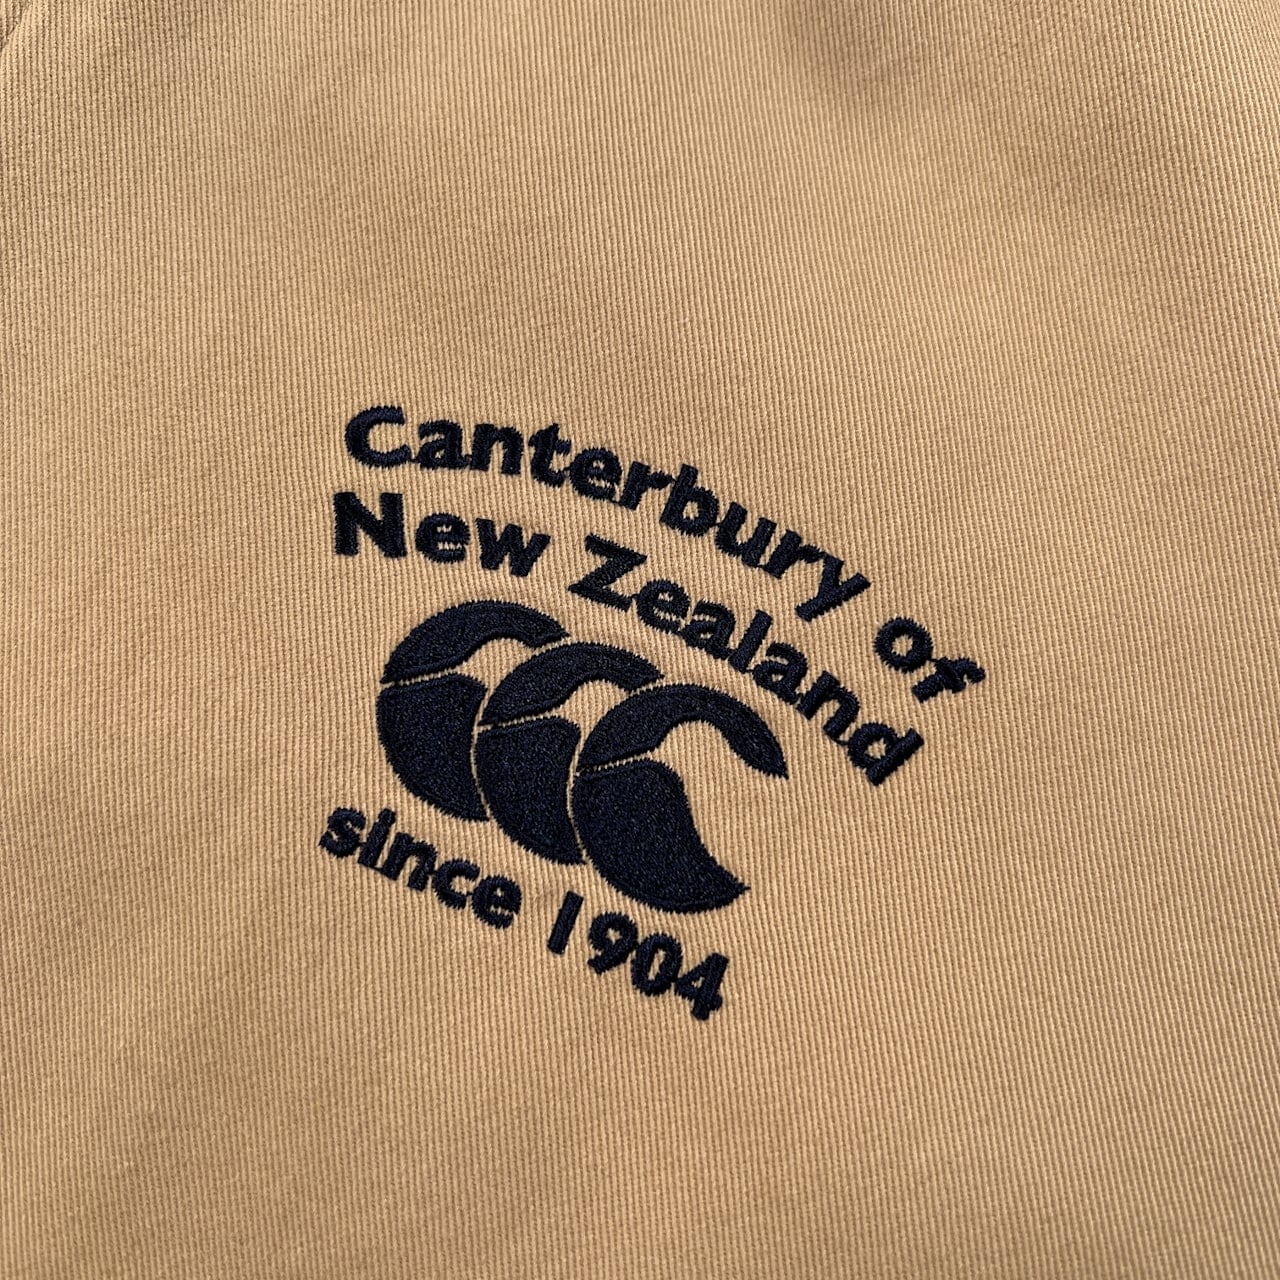 Canterbury of
New Zealand
since 1904